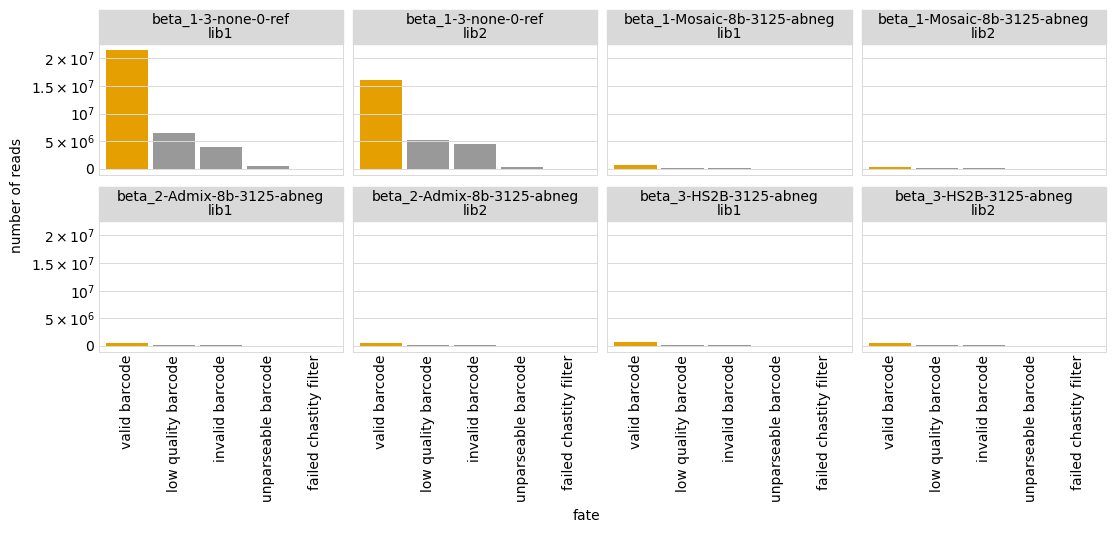 beta_1-3-none-0-ref
lib1
beta_1-3-none-0-ref
lib2
beta_1-Mosaic-8b-3125-abneg
lib1
beta_1-Mosaic-8b-3125-abneg
lib2
2 × 10⁷
1.5 × 10⁷
10⁷
5 × 10⁶
0
number of reads
beta_2-Admix-8b-3125-abneg
lib1
beta_2-Admix-8b-3125-abneg
lib2
beta_3-HS2B-3125-abneg
lib1
beta_3-HS2B-3125-abneg
lib2
2 × 10⁷
1.5 × 10⁷
10⁷
5 × 10⁶
0
valid barcode
low quality barcode
invalid barcode
unparseable barcode
failed chastity filter
valid barcode
low quality barcode
invalid barcode
unparseable barcode
failed chastity filter
valid barcode
low quality barcode
invalid barcode
unparseable barcode
failed chastity filter
valid barcode
low quality barcode
invalid barcode
unparseable barcode
failed chastity filter
fate